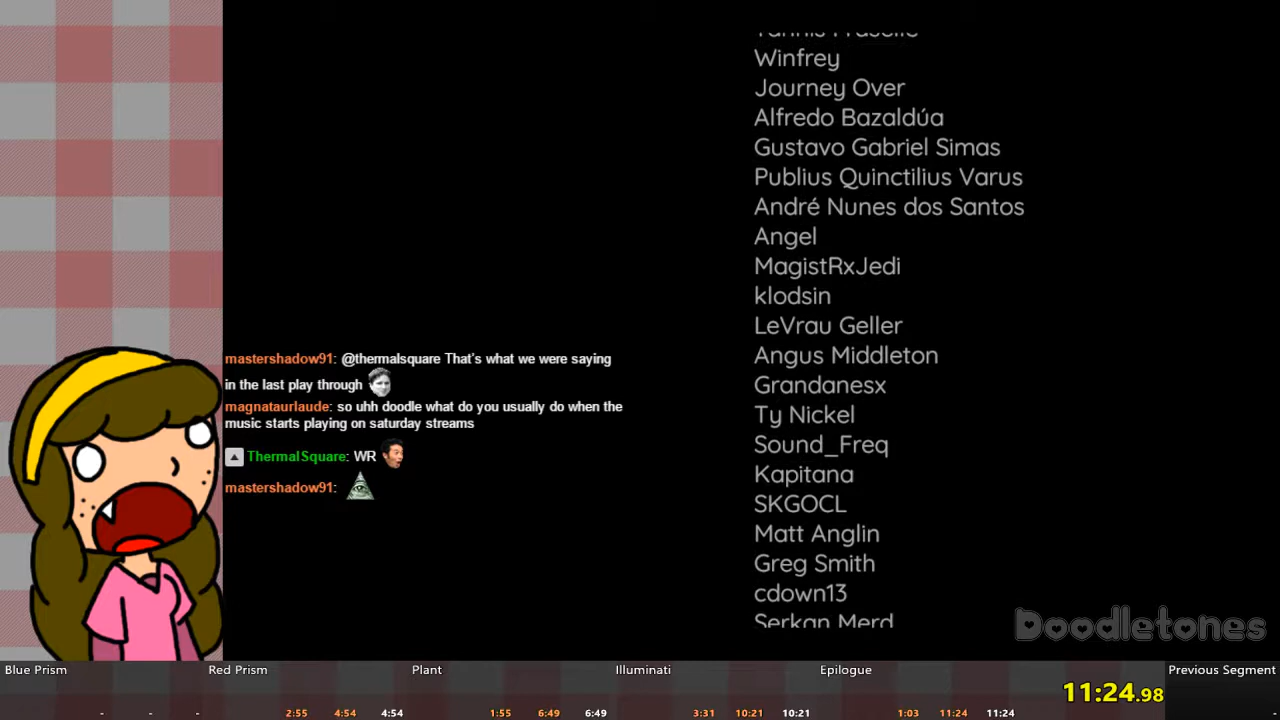 Winfrey
Journey Over
Alfredo Bazaldúa
Gustavo Gabriel Simas
Publius Quinctilius Varus
André Nunes dos Santos
Angel
MagistRxJedi
klodsin
LeVrau Geller
Angus Middleton
Grandanesx
Ty Nickel
Sound_Freq
Kapitana
SKGOCL
Matt Anglin
Greg Smith
cdown13
Serkan Merd
mastershadow91: @thermalsquare That's what we were saying
in the last play through
magnataurlaude: so uhh doodle what do you usually do when the
music starts playing on saturday streams
ThermalSquare: WR
mastershadow91:
Doodletones
11:24.98
Blue Prism Red Prism Plant Illuminati Epilogue Previous Segment
- - - 2:55 4:54 4:54 1:55 6:49 6:49 3:31 10:21 10:21 1:03 11:24 11:24 -